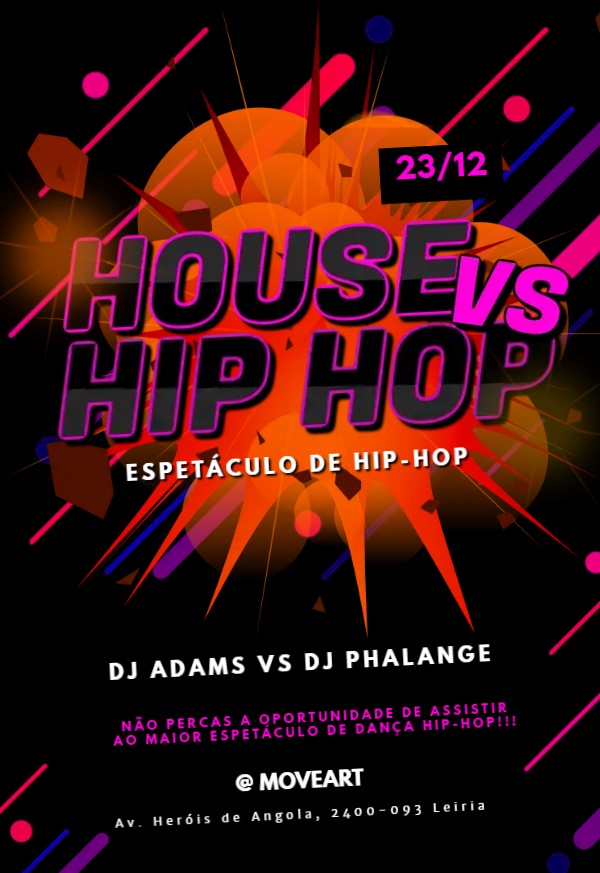 23/12
HOUSE
VS
HIP HOP
ESPETÁCULO DE HIP-HOP
DJ ADAMS VS DJ PHALANGE
NÃO PERCAS A OPORTUNIDADE DE ASSISTIR
AO MAIOR ESPETÁCULO DE DANÇA HIP-HOP!!!
@ MOVEART
Av. Heróis de Angola, 2400-093 Leiria